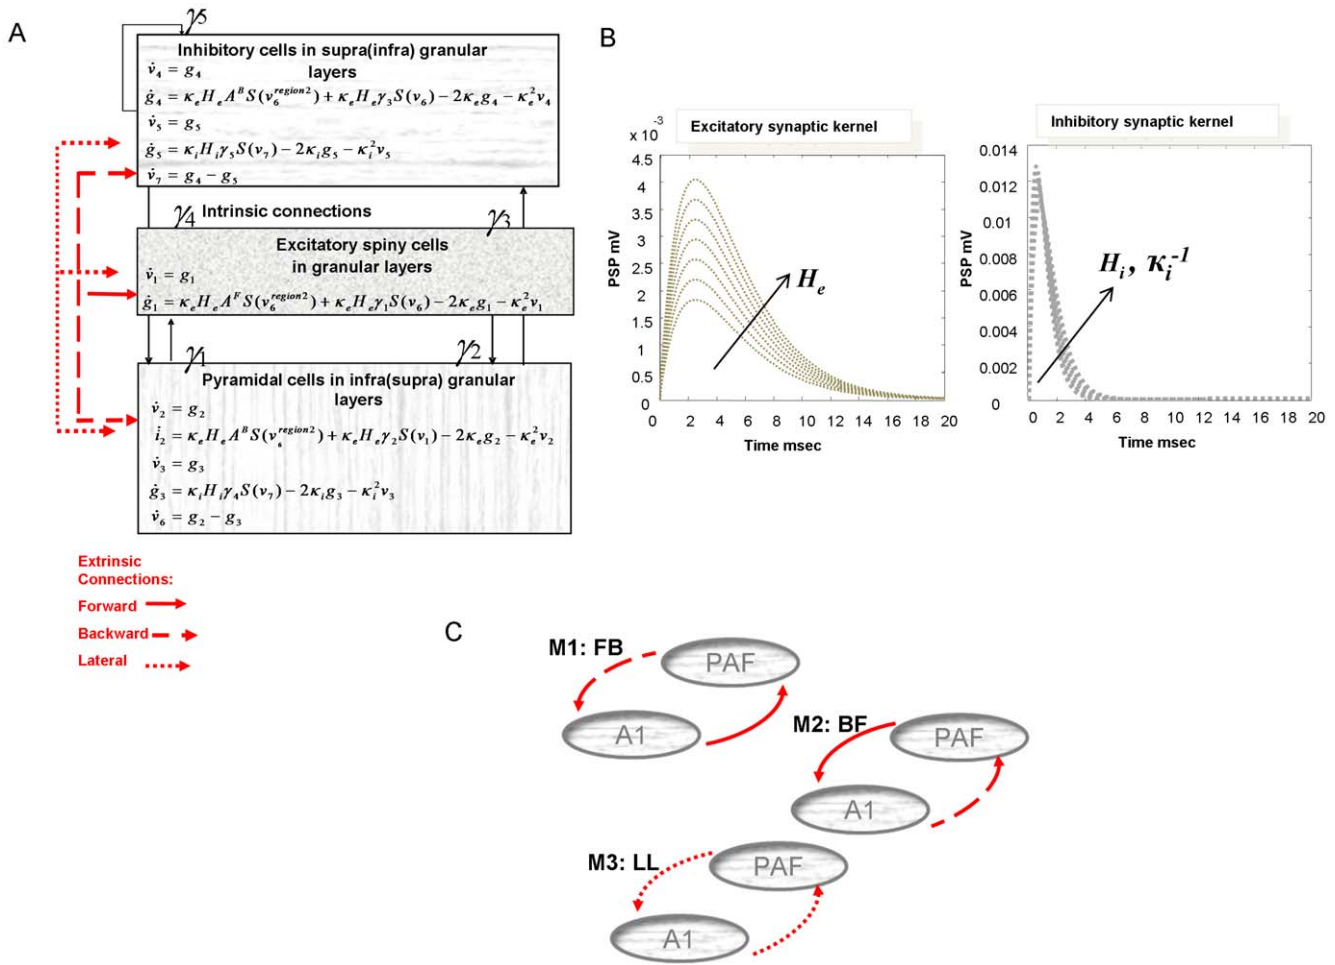 A
γ5
Inhibitory cells in supra(infra) granular
layers
v̇₄ = g₄
ġ₄ = κₑHₑAᴮS(v₆^region2) + κₑHₑγ₃S(v₆) − 2κₑg₄ − κₑ²v₄
v̇₅ = g₅
ġ₅ = κᵢHᵢγ₅S(v₇) − 2κᵢg₅ − κᵢ²v₅
v̇₇ = g₄ − g₅
γ4
Intrinsic connections
γ3
Excitatory spiny cells
in granular layers
v̇₁ = g₁
ġ₁ = κₑHₑAᶠS(v₆^region2) + κₑHₑγ₁S(v₆) − 2κₑg₁ − κₑ²v₁
γ1
γ2
Pyramidal cells in infra(supra) granular
layers
v̇₂ = g₂
i̇₂ = κₑHₑAᴮS(v₆^region2) + κₑHₑγ₂S(v₁) − 2κₑg₂ − κₑ²v₂
v̇₃ = g₃
ġ₃ = κᵢHᵢγ₄S(v₇) − 2κᵢg₃ − κᵢ²v₃
v̇₆ = g₂ − g₃
Extrinsic
Connections:
Forward
Backward
Lateral
B
x 10⁻³
Excitatory synaptic kernel
4.5
4
3.5
3
2.5
2
1.5
1
0.5
0
PSP mV
Hₑ
0 2 4 6 8 10 12 14 16 18 20
Time msec
Inhibitory synaptic kernel
0.014
0.012
0.01
0.008
0.006
0.004
0.002
0
PSP mV
Hᵢ, κᵢ⁻¹
0 2 4 6 8 10 12 14 16 18 20
Time msec
C
M1: FB
PAF
A1
M2: BF
PAF
A1
M3: LL
PAF
A1